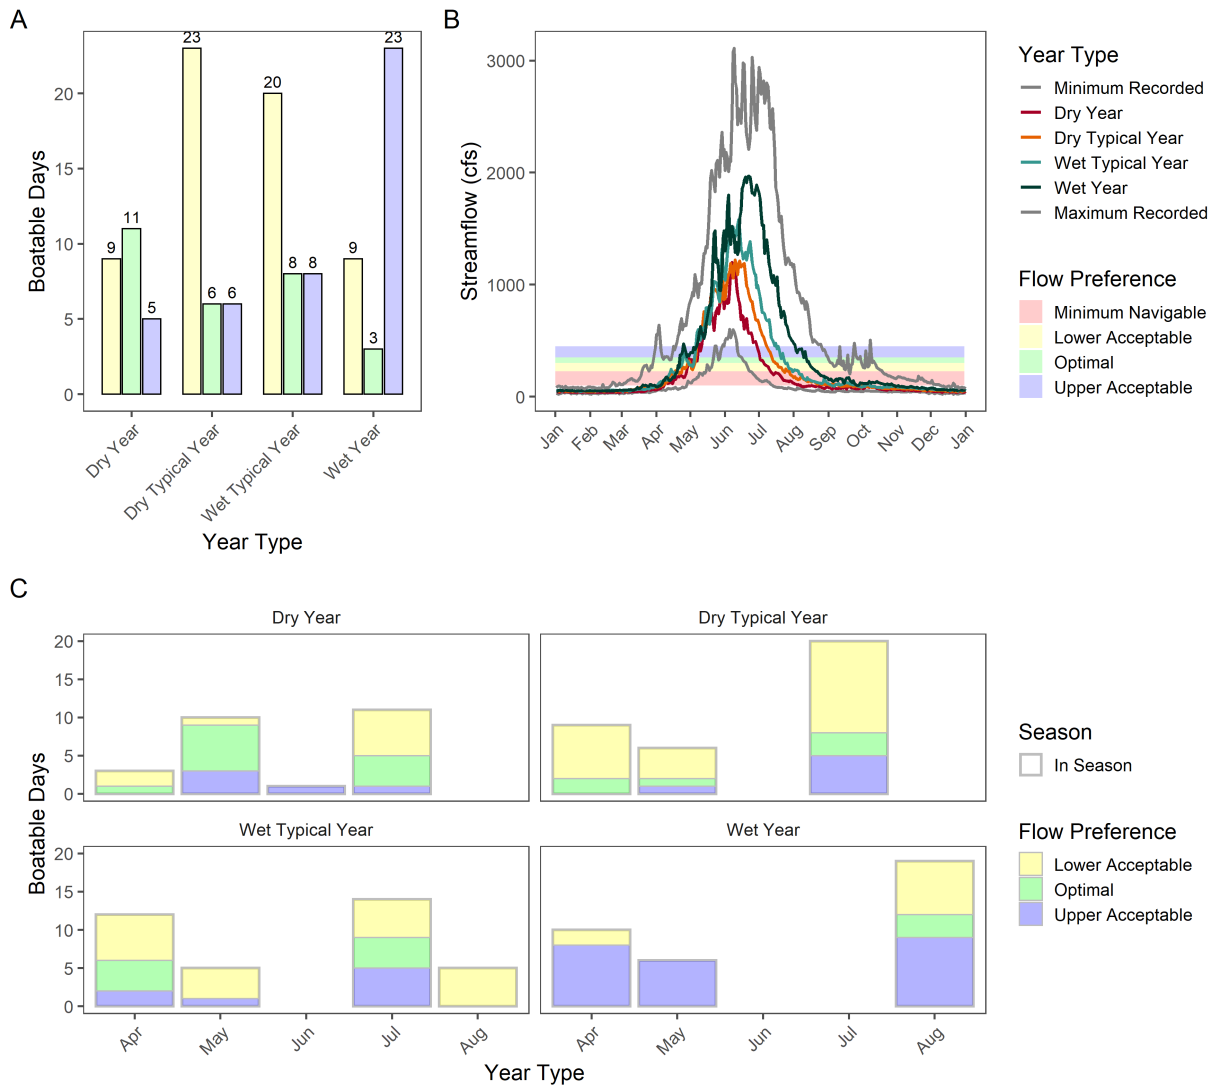 A
23
23
20
11
9
9
8
8
6
6
5
3
20
15
10
5
0
Boatable Days
Dry Year
Dry Typical Year
Wet Typical Year
Wet Year
Year Type
B
3000
2000
1000
0
Streamflow (cfs)
Jan
Feb
Mar
Apr
May
Jun
Jul
Aug
Sep
Oct
Nov
Dec
Jan
Year Type
Minimum Recorded
Dry Year
Dry Typical Year
Wet Typical Year
Wet Year
Maximum Recorded
Flow Preference
Minimum Navigable
Lower Acceptable
Optimal
Upper Acceptable
C
Dry Year
Dry Typical Year
20
15
10
5
0
Boatable Days
Wet Typical Year
Wet Year
20
15
10
5
0
Apr
May
Jun
Jul
Aug
Apr
May
Jun
Jul
Aug
Year Type
Season
In Season
Flow Preference
Lower Acceptable
Optimal
Upper Acceptable